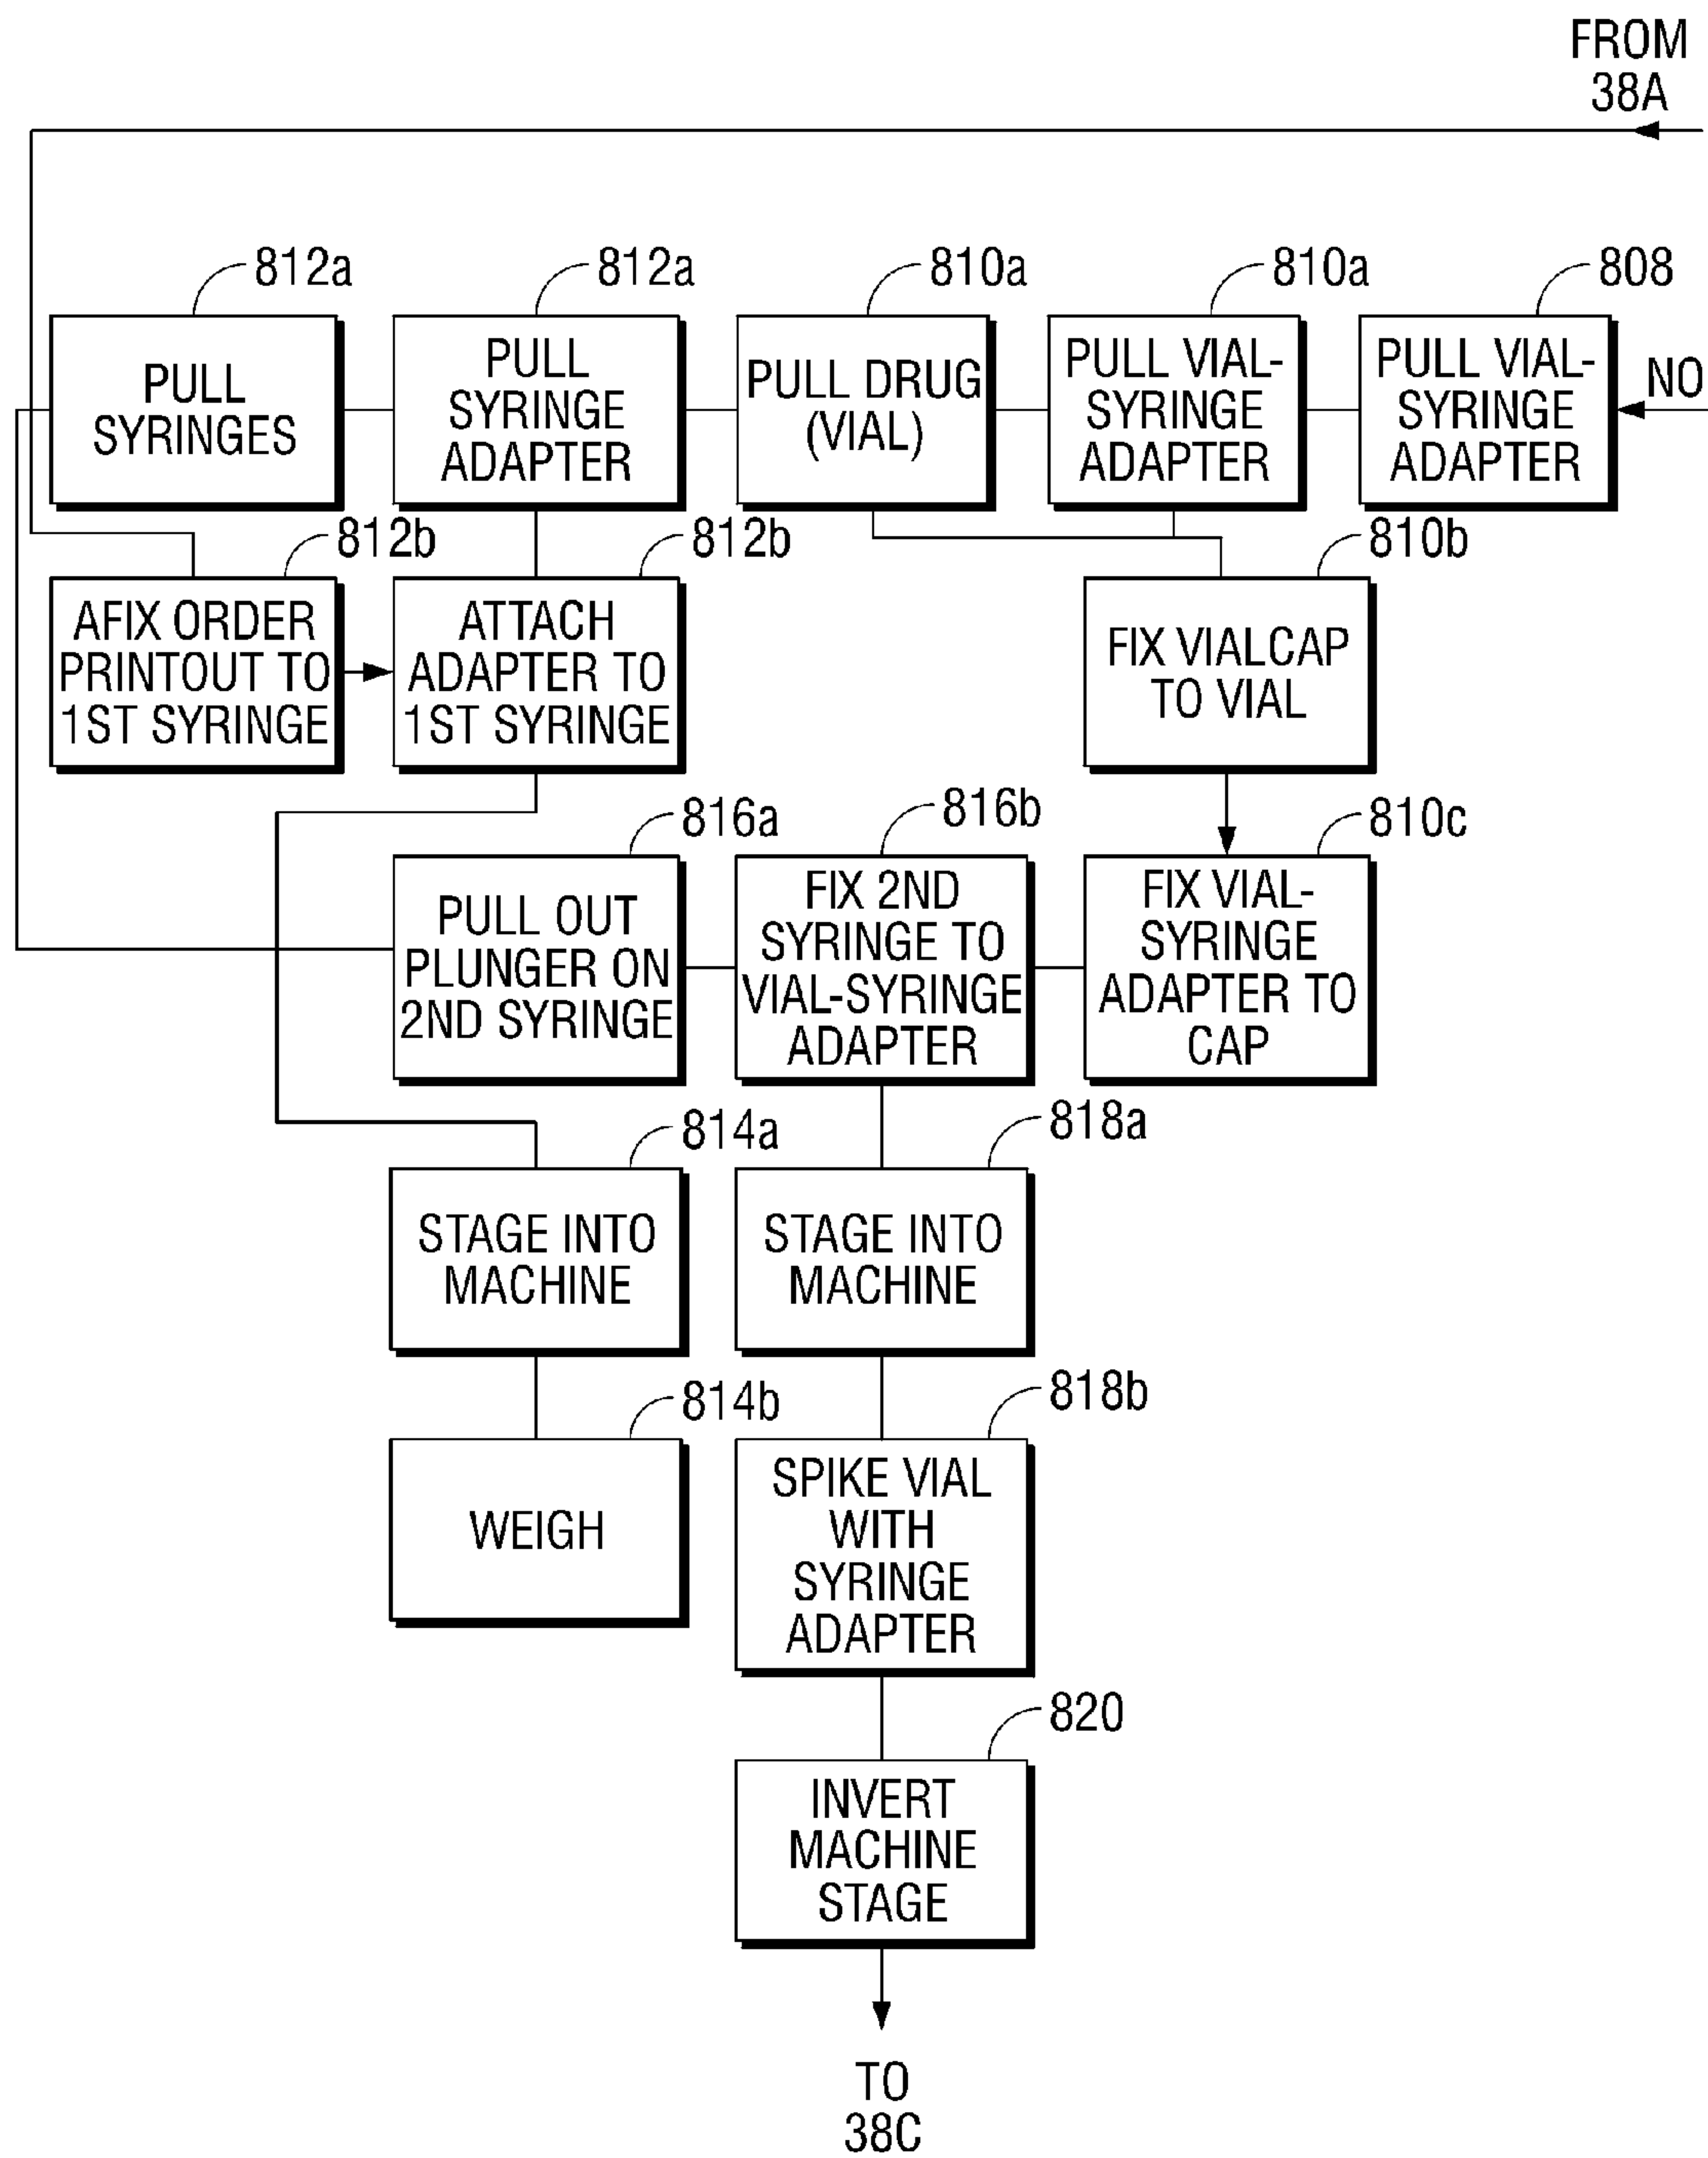 FROM
38A
812a
812a
810a
810a
808
PULL
SYRINGES
PULL
SYRINGE
ADAPTER
PULL DRUG
(VIAL)
PULL VIAL-
SYRINGE
ADAPTER
PULL VIAL-
SYRINGE
ADAPTER
NO
812b
812b
810b
AFIX ORDER
PRINTOUT TO
1ST SYRINGE
ATTACH
ADAPTER TO
1ST SYRINGE
FIX VIALCAP
TO VIAL
816a
816b
810c
PULL OUT
PLUNGER ON
2ND SYRINGE
FIX 2ND
SYRINGE TO
VIAL-SYRINGE
ADAPTER
FIX VIAL-
SYRINGE
ADAPTER TO
CAP
814a
818a
STAGE INTO
MACHINE
STAGE INTO
MACHINE
814b
818b
WEIGH
SPIKE VIAL
WITH
SYRINGE
ADAPTER
820
INVERT
MACHINE
STAGE
TO
38C